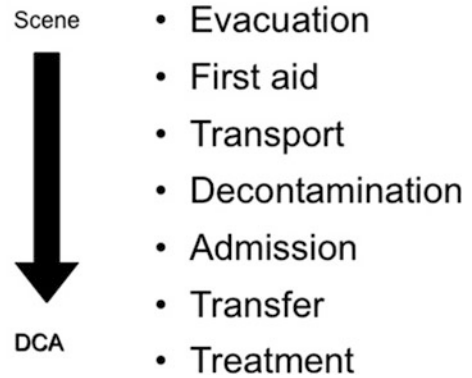 Scene
DCA
• Evacuation
• First aid
• Transport
• Decontamination
• Admission
• Transfer
• Treatment